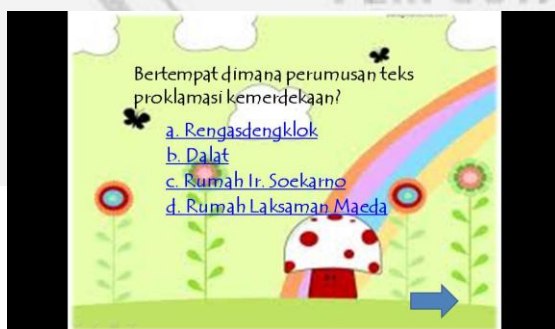 Bertempat dimana perumusan teks
proklamasi kemerdekaan?
a. Rengasdengklok
b. Dalat
c. Rumah Ir. Soekarno
d. Rumah Laksaman Maeda